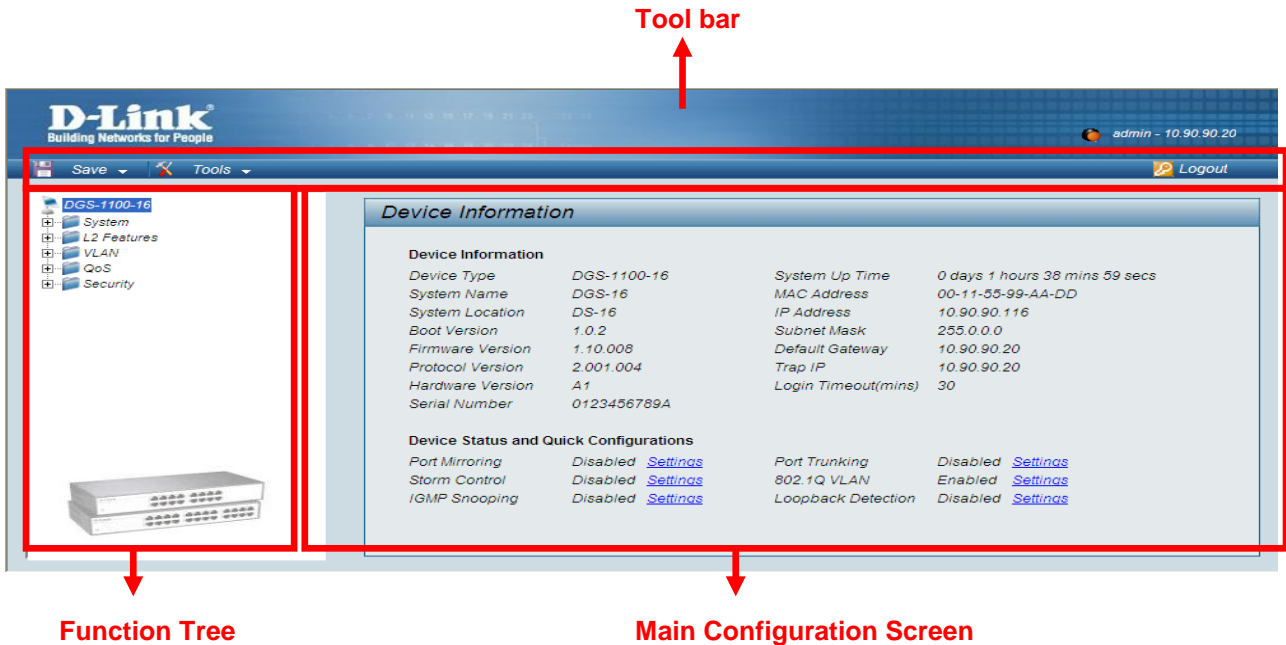 Tool bar
D-Link
Building Networks for People
admin - 10.90.90.20
Save Tools Logout
DGS-1100-16
System
L2 Features
VLAN
QoS
Security
Device Information
Device Information
Device Type DGS-1100-16 System Up Time 0 days 1 hours 38 mins 59 secs
System Name DGS-16 MAC Address 00-11-55-99-AA-DD
System Location DS-16 IP Address 10.90.90.116
Boot Version 1.0.2 Subnet Mask 255.0.0.0
Firmware Version 1.10.008 Default Gateway 10.90.90.20
Protocol Version 2.001.004 Trap IP 10.90.90.20
Hardware Version A1 Login Timeout(mins) 30
Serial Number 0123456789A
Device Status and Quick Configurations
Port Mirroring Disabled Settings Port Trunking Disabled Settings
Storm Control Disabled Settings 802.1Q VLAN Enabled Settings
IGMP Snooping Disabled Settings Loopback Detection Disabled Settings
Function Tree Main Configuration Screen